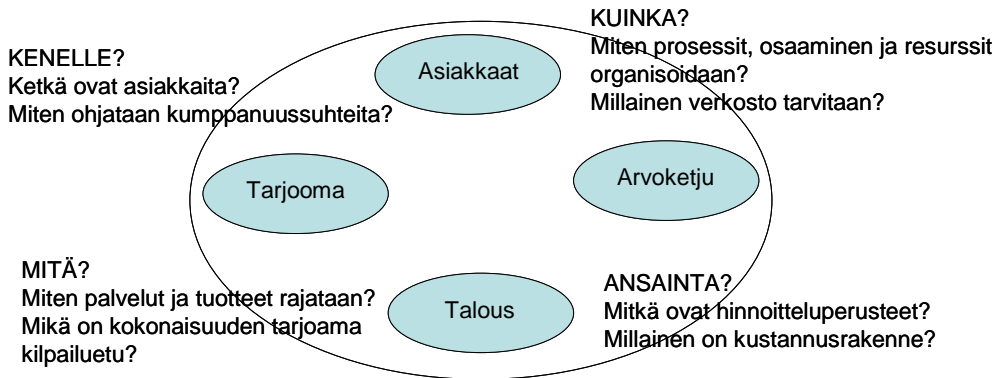 KENELLE?
Ketkä ovat asiakkaita?
Miten ohjataan kumppanuussuhteita?
Asiakkaat
KUINKA?
Miten prosessit, osaaminen ja resurssit
organisoidaan?
Millainen verkosto tarvitaan?
Tarjooma
Arvoketju
MITÄ?
Miten palvelut ja tuotteet rajataan?
Mikä on kokonaisuuden tarjoama
kilpailuetu?
Talous
ANSAINTA?
Mitkä ovat hinnoitteluperusteet?
Millainen on kustannusrakenne?